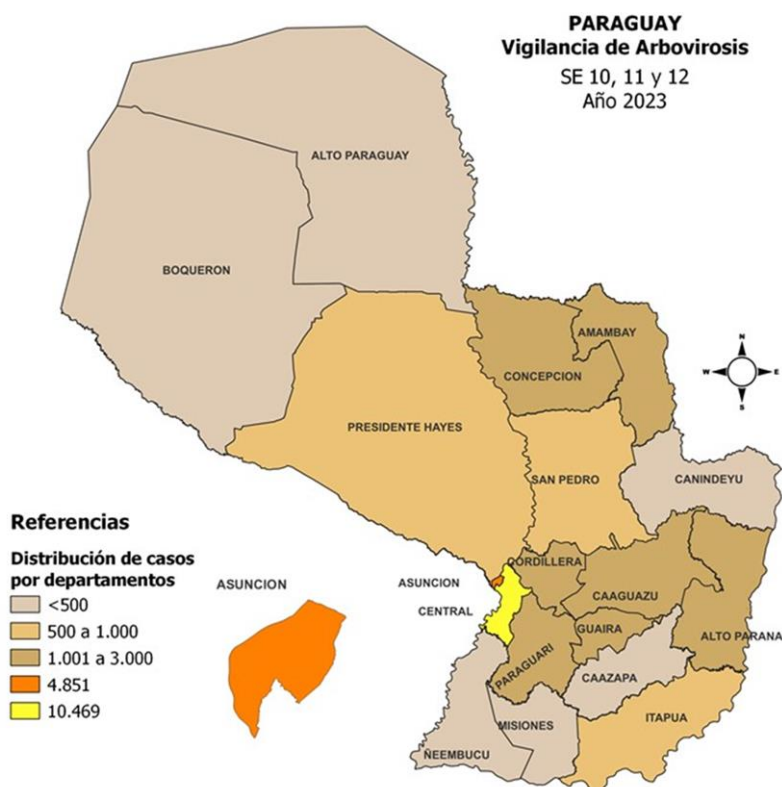 PARAGUAY
Vigilancia de Arbovirosis
SE 10, 11 y 12
Año 2023
ALTO PARAGUAY
BOQUERON
AMAMBAY
CONCEPCION
N
W
E
S
PRESIDENTE HAYES
SAN PEDRO
CANINDEYU
Referencias
Distribución de casos
por departamentos
<500
500 a 1.000
1.001 a 3.000
4.851
10.469
ASUNCION
ASUNCION
CENTRAL
CORDILLERA
CAAGUAZU
GUAIRA
ALTO PARANA
PARAGUARI
CAAZAPA
MISIONES
ITAPUA
ÑEEMBUCU